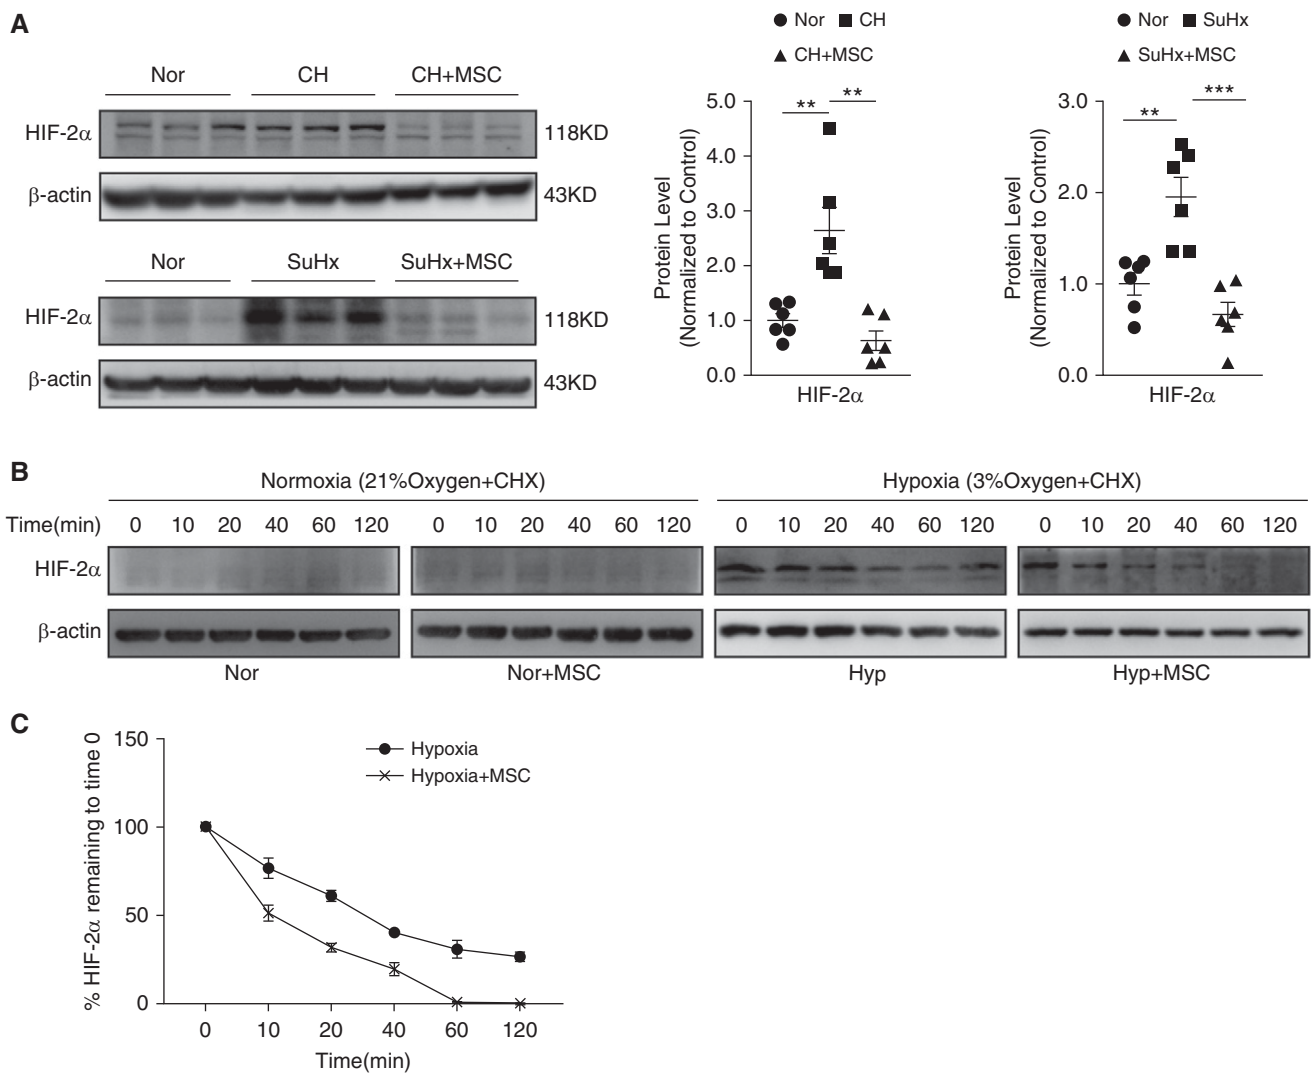 A
Nor CH CH+MSC
HIF-2α 118KD
β-actin 43KD
Nor SuHx SuHx+MSC
HIF-2α 118KD
β-actin 43KD
Nor CH
CH+MSC
Protein Level
(Normalized to Control)
5.0
4.0
3.0
2.0
1.0
0.0
** **
HIF-2α
Nor SuHx
SuHx+MSC
Protein Level
(Normalized to Control)
3.0
2.0
1.0
0.0
** ***
HIF-2α
B
Normoxia (21%Oxygen+CHX) Hypoxia (3%Oxygen+CHX)
Time(min) 0 10 20 40 60 120 0 10 20 40 60 120 0 10 20 40 60 120 0 10 20 40 60 120
HIF-2α
β-actin
Nor Nor+MSC Hyp Hyp+MSC
C
% HIF-2α remaining to time 0
150
100
50
0
Hypoxia
Hypoxia+MSC
0 10 20 40 60 120
Time(min)